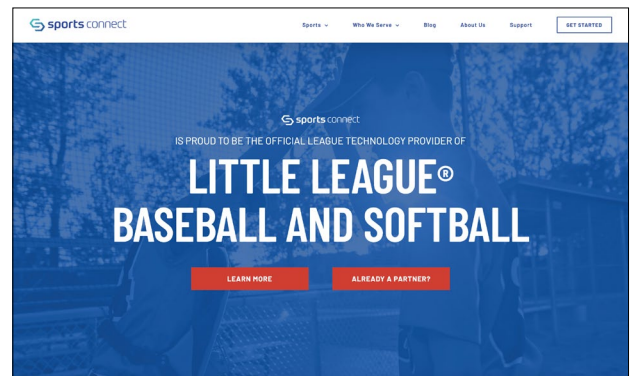 sports connect
Sports
Who We Serve
Blog
About Us
Support
GET STARTED
sports connect
IS PROUD TO BE THE OFFICIAL LEAGUE TECHNOLOGY PROVIDER OF
LITTLE LEAGUE®
BASEBALL AND SOFTBALL
LEARN MORE
ALREADY A PARTNER?